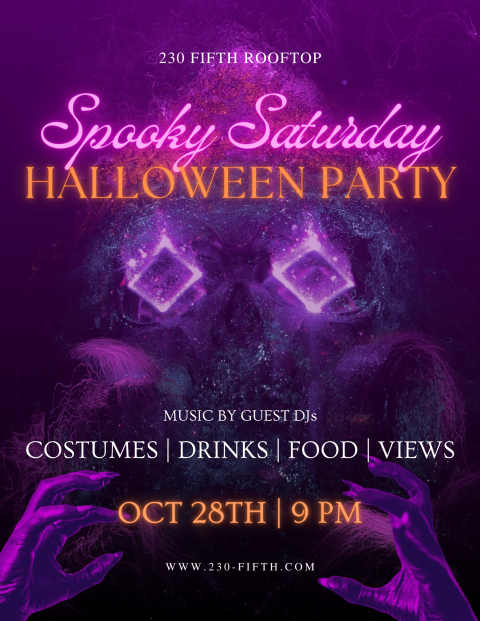 230 FIFTH ROOFTOP
Spooky Saturday
HALLOWEEN PARTY
MUSIC BY GUEST DJs
COSTUMES | DRINKS | FOOD | VIEWS
OCT 28TH | 9 PM
WWW.230-FIFTH.COM